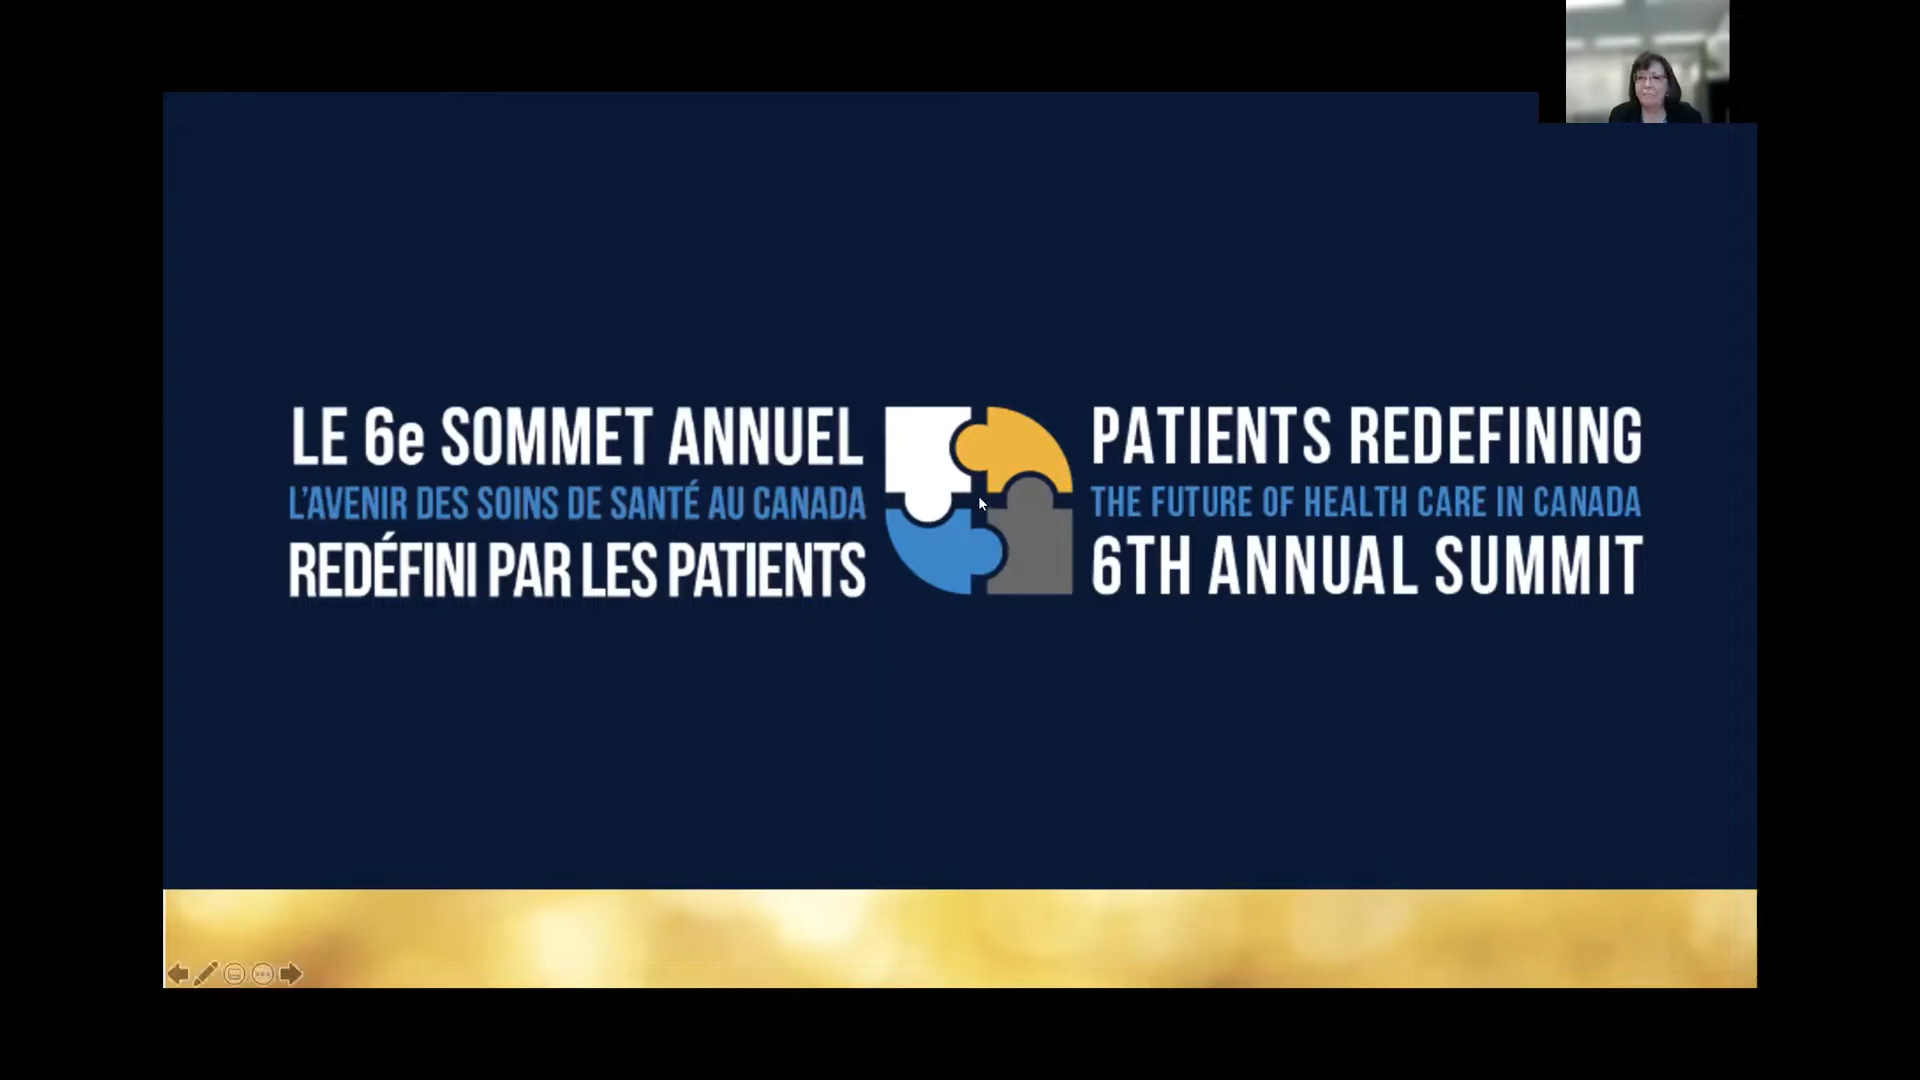 LE 6e SOMMET ANNUEL
L'AVENIR DES SOINS DE SANTÉ AU CANADA
REDÉFINI PAR LES PATIENTS
PATIENTS REDEFINING
THE FUTURE OF HEALTH CARE IN CANADA
6TH ANNUAL SUMMIT